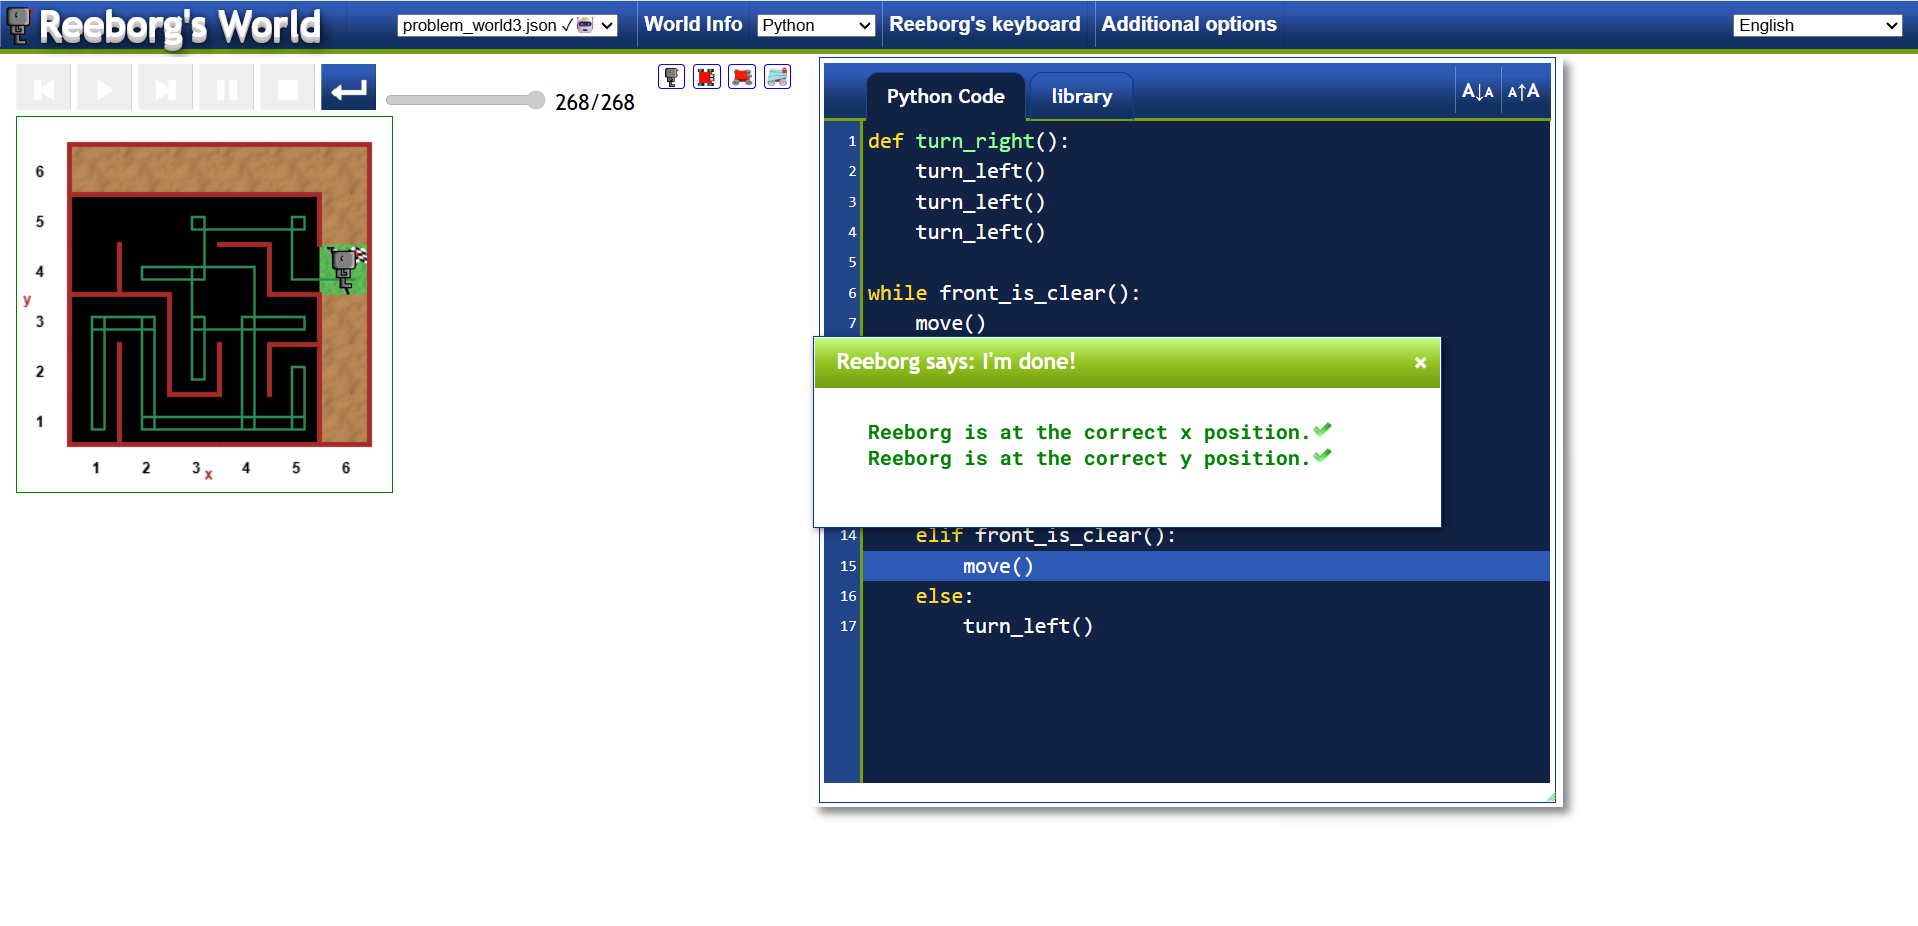 Reeborg's World
problem_world3.json ✓🤖
World Info
Python
Reeborg's keyboard
Additional options
English
268/268
Python Code
library
A↓A
A↑A
6
5
4
y
3
2
1
1 2 3 x 4 5 6
1 def turn_right():
2 turn_left()
3 turn_left()
4 turn_left()
5
6 while front_is_clear():
7 move()
Reeborg says: I'm done!
×
Reeborg is at the correct x position.✔
Reeborg is at the correct y position.✔
14 elif front_is_clear():
15 move()
16 else:
17 turn_left()